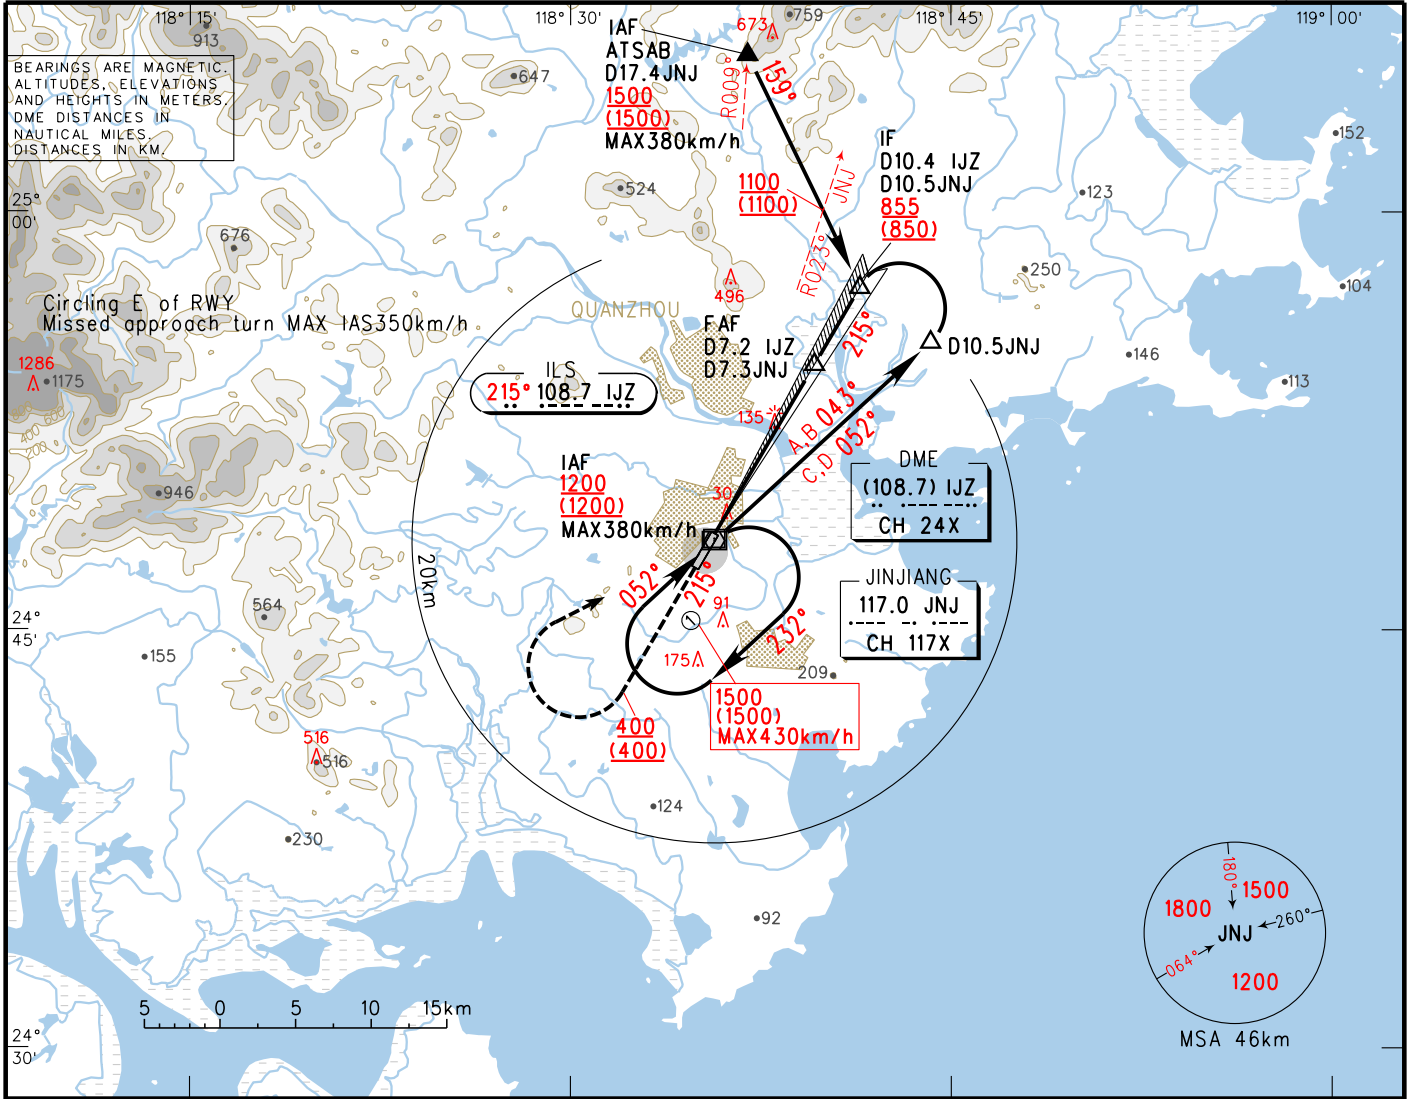 118° 15'
118° 30'
118° 45'
119° 00'
913
BEARINGS ARE MAGNETIC.
ALTITUDES, ELEVATIONS
AND HEIGHTS IN METERS.
DME DISTANCES IN
NAUTICAL MILES.
DISTANCES IN KM.
647
IAF
ATSAB
D17.4JNJ
1500
(1500)
MAX380km/h
673
759
R009°
159°
IF
D10.4 IJZ
D10.5JNJ
855
(850)
152
123
524
1100
(1100)
JNJ
R023°
25°
00'
676
250
104
496
Circling E of RWY
Missed approach turn MAX IAS350km/h
QUANZHOU
FAF
D7.2 IJZ
D7.3JNJ
215°
D10.5JNJ
146
113
1286
1175
400
200
ILS
215° 108.7 IJZ
135
A,B 043°
C,D 052°
DME
(108.7) IJZ
CH 24X
946
IAF
1200
(1200)
MAX380km/h
30
20km
052°
215°
91
232°
1
175
209
JINJIANG
117.0 JNJ
CH 117X
564
24°
45'
155
1500
(1500)
MAX430km/h
400
(400)
516
516
124
230
92
180°
1500
1800
260°
JNJ
064°
1200
MSA 46km
5 0 5 10 15km
24°
30'